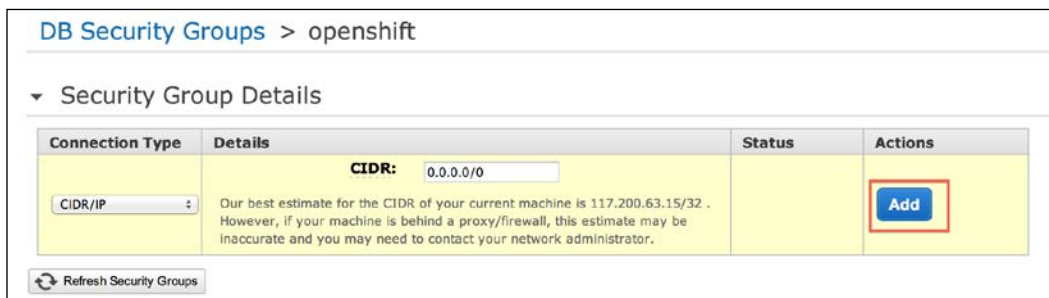 DB Security Groups > openshift
Security Group Details
Connection Type Details Status Actions
CIDR: 0.0.0.0/0
CIDR/IP
Our best estimate for the CIDR of your current machine is 117.200.63.15/32 .
However, if your machine is behind a proxy/firewall, this estimate may be
inaccurate and you may need to contact your network administrator.
Add
Refresh Security Groups